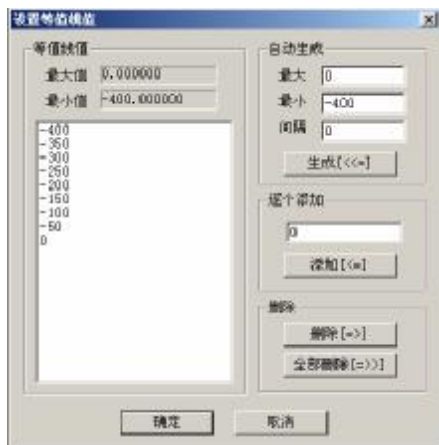 设置等值线值
等值线值
最大值 0.000000
最小值 -400.000000
-400
-350
-300
-250
-200
-150
-100
-50
0
自动生成
最大 0
最小 -400
间隔 0
生成[<<=]
逐个添加
0
添加[<=]
删除
删除[=>]
全部删除[=>>]
确定
取消